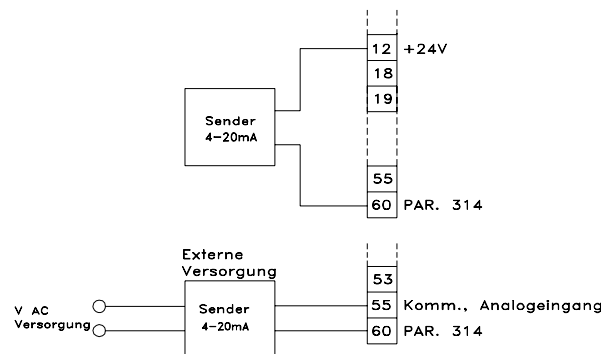 12 +24V
18
19
Sender
4-20mA
55
60 PAR. 314
Externe
Versorgung
53
V AC
Versorgung
Sender
4-20mA
55 Komm., Analogeingang
60 PAR. 314